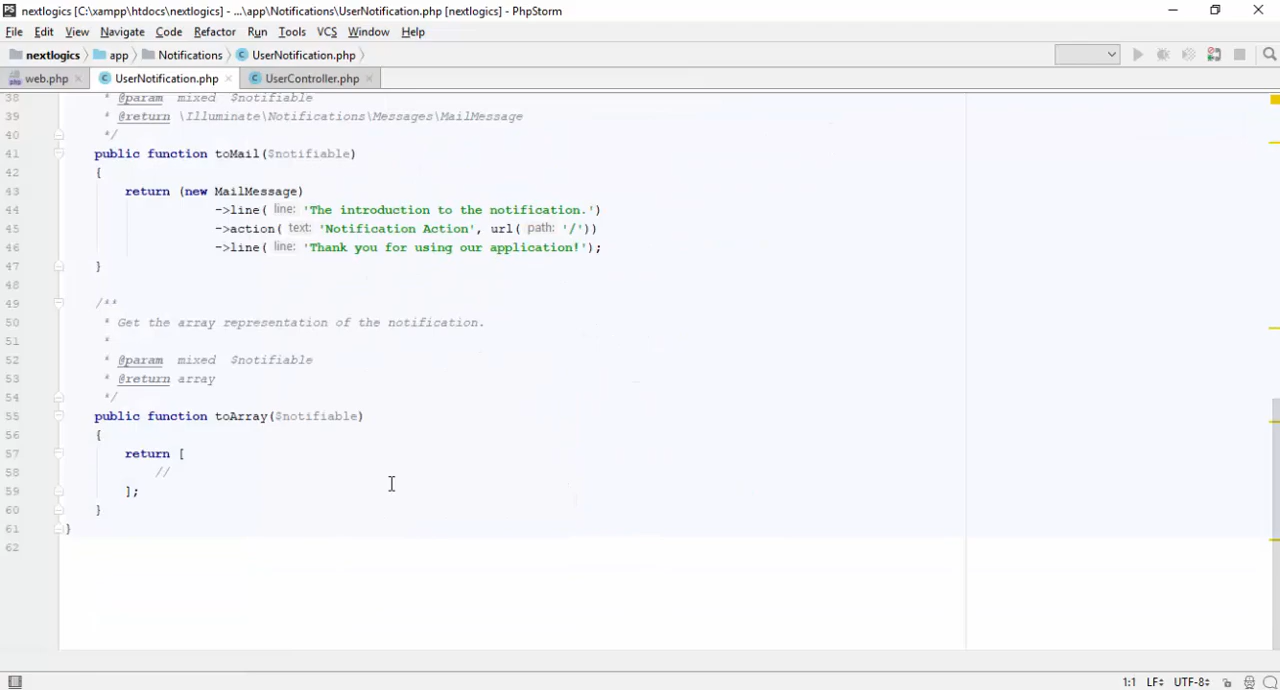 nextlogics [C:\xampp\htdocs\nextlogics] - ...\app\Notifications\UserNotification.php [nextlogics] - PhpStorm
File Edit View Navigate Code Refactor Run Tools VCS Window Help
nextlogics app Notifications UserNotification.php
web.php UserNotification.php UserController.php
38 * @param mixed $notifiable
39 * @return \Illuminate\Notifications\Messages\MailMessage
40 */
41 public function toMail($notifiable)
42 {
43 return (new MailMessage)
44 ->line( line: 'The introduction to the notification.')
45 ->action( text: 'Notification Action', url( path: '/'))
46 ->line( line: 'Thank you for using our application!');
47 }
48
49 /**
50 * Get the array representation of the notification.
51 *
52 * @param mixed $notifiable
53 * @return array
54 */
55 public function toArray($notifiable)
56 {
57 return [
58 //
59 ];
60 }
61 }
62
1:1 LF÷ UTF-8÷